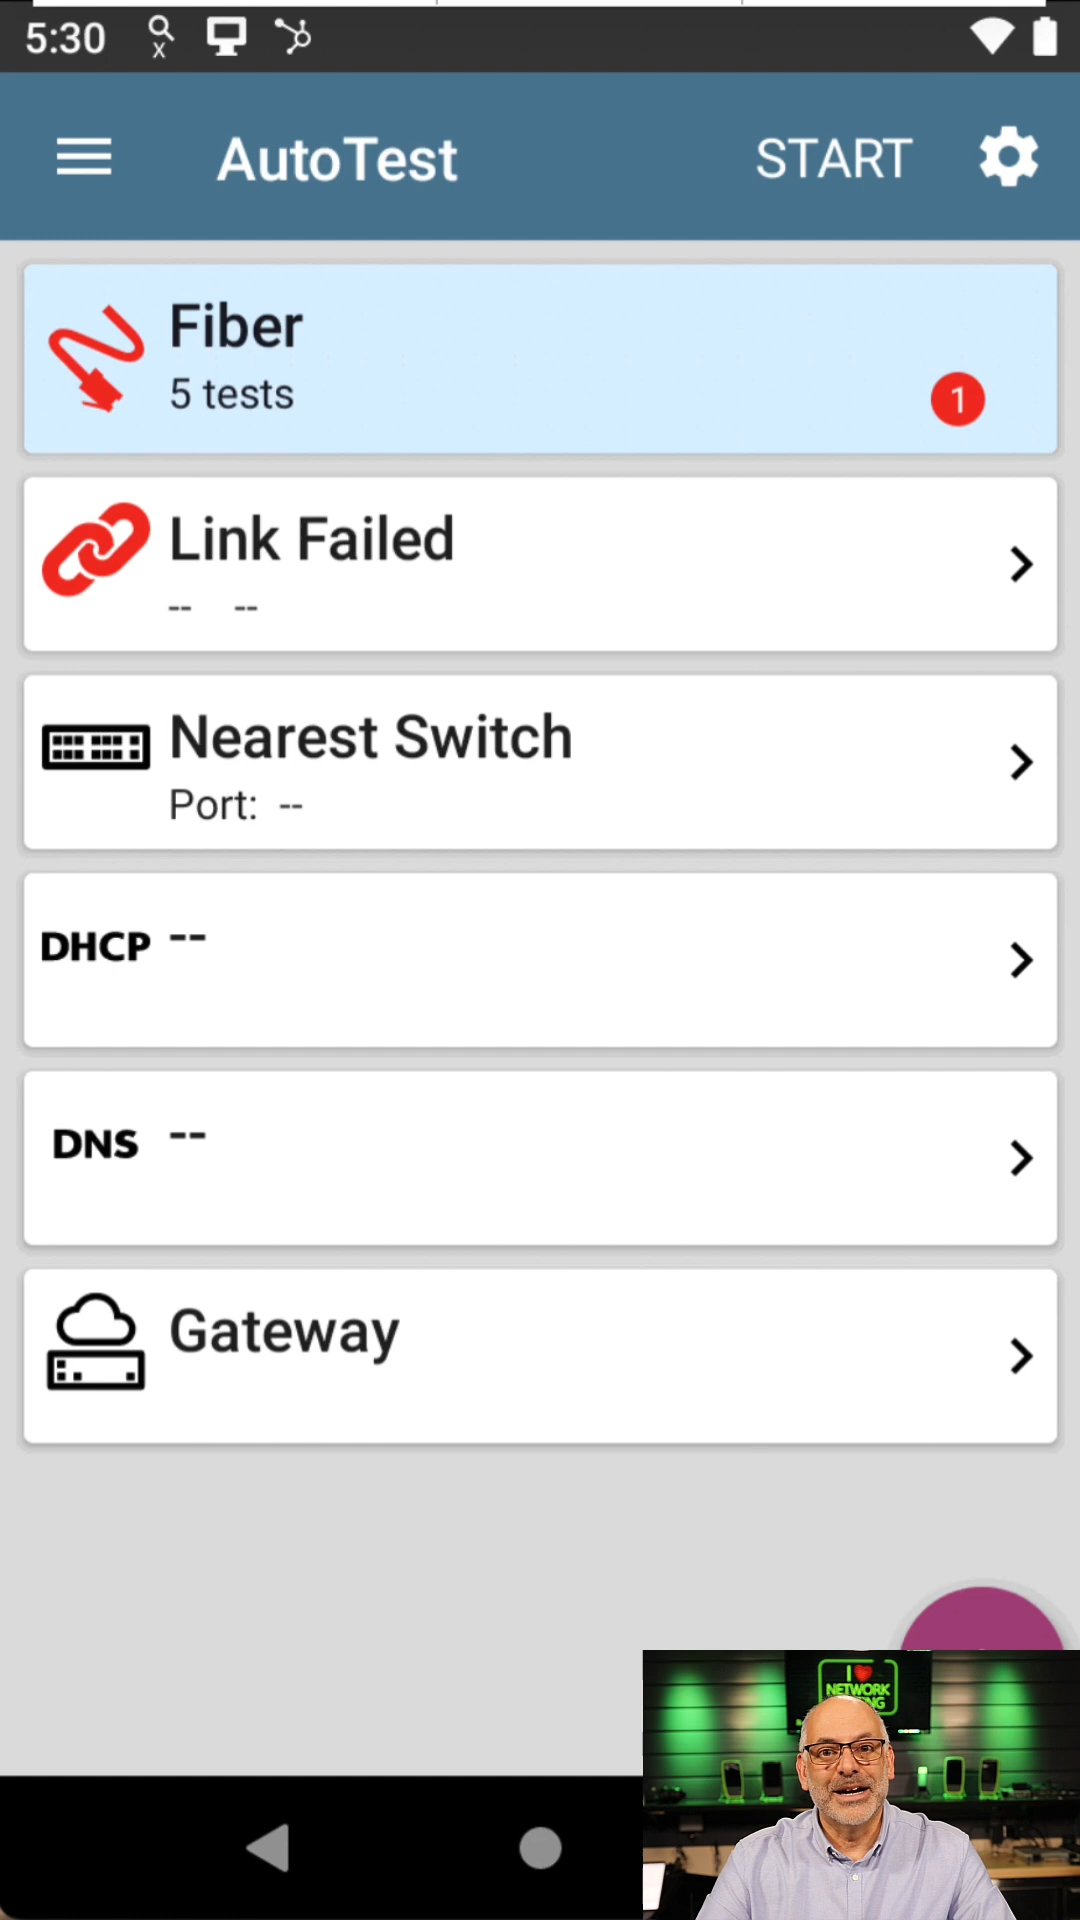 5:30
X
AutoTest
START
Fiber
5 tests
1
Link Failed
-- --
Nearest Switch
Port: --
DHCP --
DNS --
Gateway
I
NETWORK